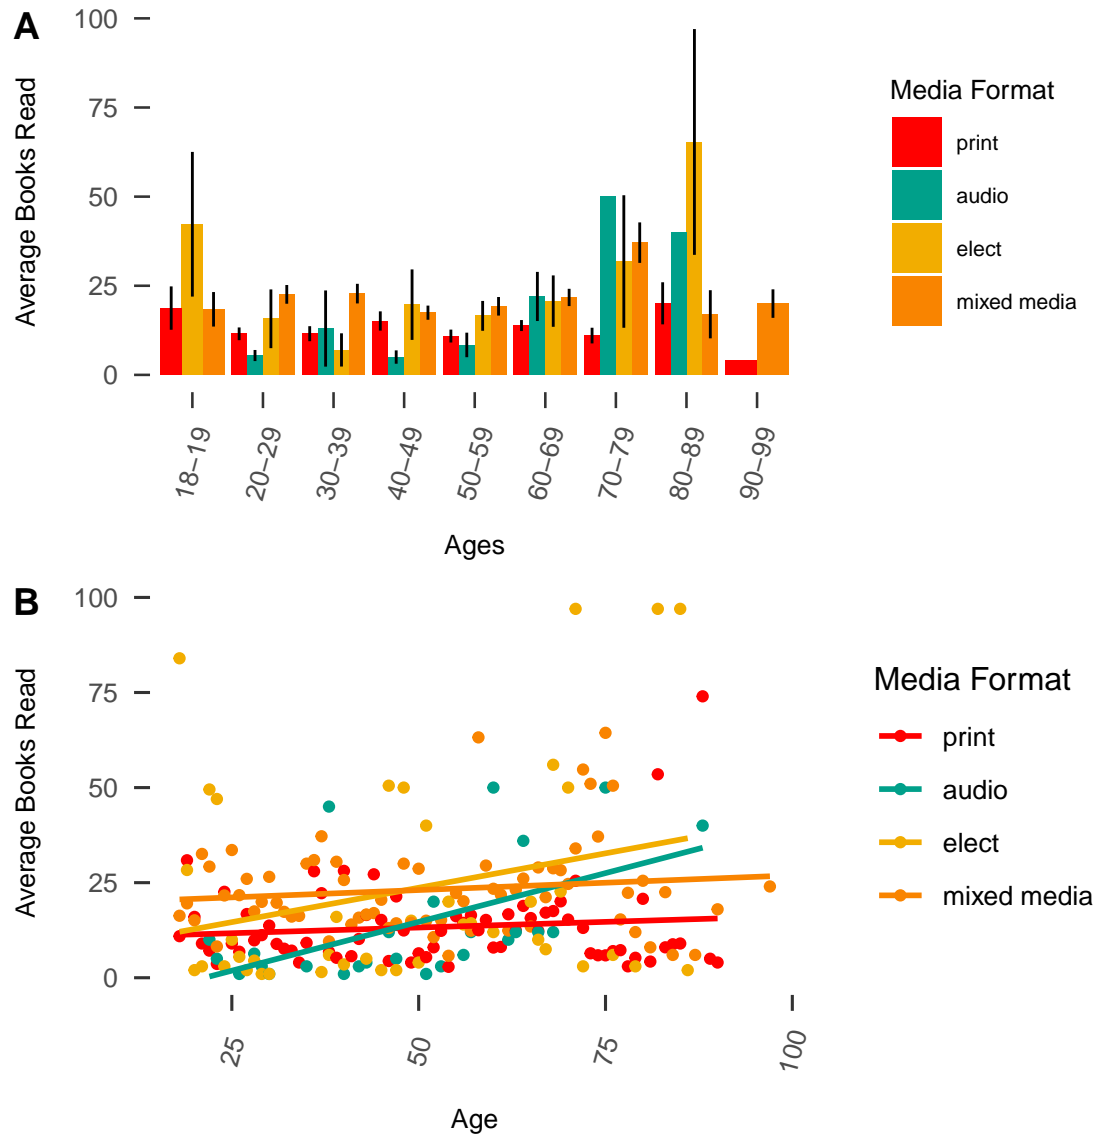 A
100
75
50
25
0
Average Books Read
18–19
20–29
30–39
40–49
50–59
60–69
70–79
80–89
90–99
Ages
Media Format
print
audio
elect
mixed media
B
100
75
50
25
0
Average Books Read
25
50
75
100
Age
Media Format
print
audio
elect
mixed media